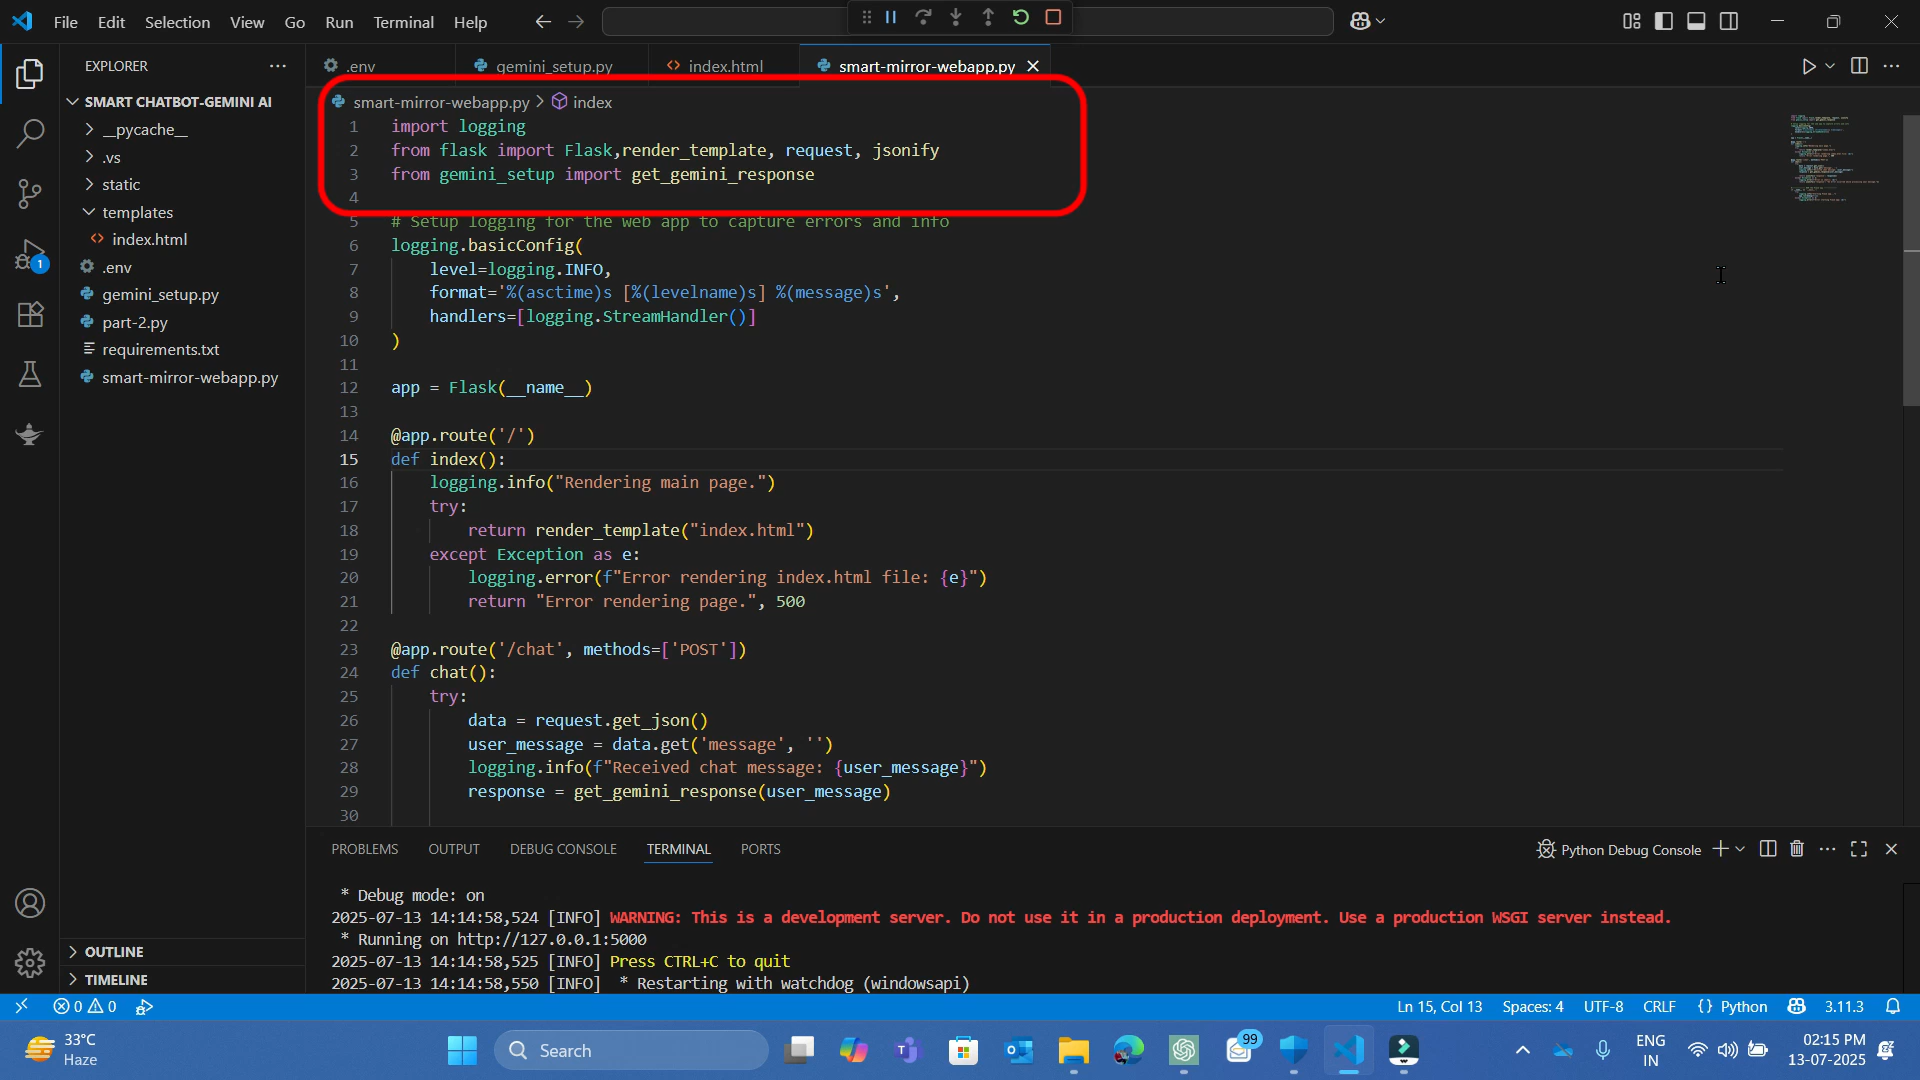 File Edit Selection View Go Run Terminal Help
EXPLORER
SMART CHATBOT-GEMINI AI
__pycache__
.vs
static
templates
index.html
.env
gemini_setup.py
part-2.py
requirements.txt
smart-mirror-webapp.py
OUTLINE
TIMELINE
1
.env gemini_setup.py index.html smart-mirror-webapp.py
smart-mirror-webapp.py > index
1 import logging
2 from flask import Flask,render_template, request, jsonify
3 from gemini_setup import get_gemini_response
4
5 # Setup logging for the web app to capture errors and info
6 logging.basicConfig(
7 level=logging.INFO,
8 format='%(asctime)s [%(levelname)s] %(message)s',
9 handlers=[logging.StreamHandler()]
10 )
11
12 app = Flask(__name__)
13
14 @app.route('/')
15 def index():
16 logging.info("Rendering main page.")
17 try:
18 return render_template("index.html")
19 except Exception as e:
20 logging.error(f"Error rendering index.html file: {e}")
21 return "Error rendering page.", 500
22
23 @app.route('/chat', methods=['POST'])
24 def chat():
25 try:
26 data = request.get_json()
27 user_message = data.get('message', '')
28 logging.info(f"Received chat message: {user_message}")
29 response = get_gemini_response(user_message)
30
PROBLEMS OUTPUT DEBUG CONSOLE TERMINAL PORTS
Python Debug Console
* Debug mode: on
2025-07-13 14:14:58,524 [INFO] WARNING: This is a development server. Do not use it in a production deployment. Use a production WSGI server instead.
* Running on http://127.0.0.1:5000
2025-07-13 14:14:58,525 [INFO] Press CTRL+C to quit
2025-07-13 14:14:58,550 [INFO] * Restarting with watchdog (windowsapi)
0 0
Ln 15, Col 13 Spaces: 4 UTF-8 CRLF {} Python 3.11.3
33°C
Haze
Search
99
ENG
IN
02:15 PM
13-07-2025